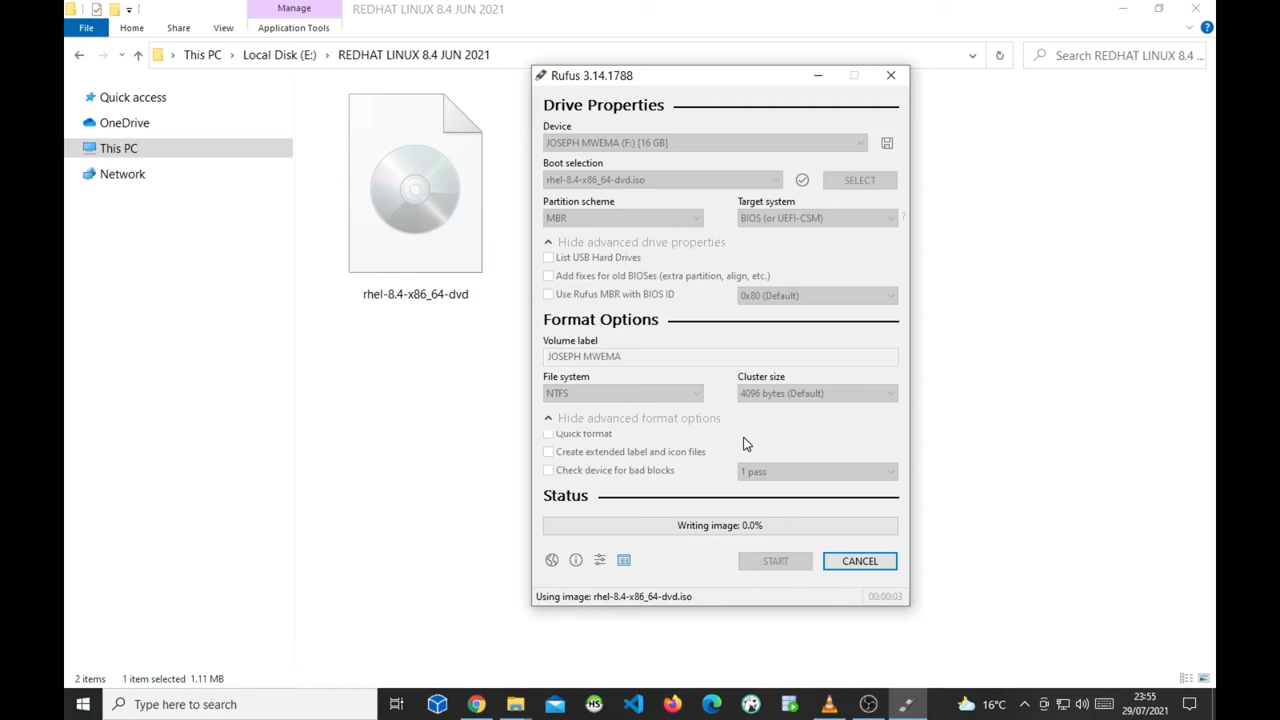 Manage
REDHAT LINUX 8.4 JUN 2021
File
Home
Share
View
Application Tools
This PC
Local Disk (E:)
REDHAT LINUX 8.4 JUN 2021
Search REDHAT LINUX 8.4 ...
Quick access
OneDrive
This PC
Network
rhel-8.4-x86_64-dvd
Rufus 3.14.1788
Drive Properties
Device
JOSEPH MWEMA (F:) [16 GB]
Boot selection
rhel-8.4-x86_64-dvd.iso
SELECT
Partition scheme
Target system
MBR
BIOS (or UEFI-CSM)
?
Hide advanced drive properties
List USB Hard Drives
Add fixes for old BIOSes (extra partition, align, etc.)
Use Rufus MBR with BIOS ID
0x80 (Default)
Format Options
Volume label
JOSEPH MWEMA
File system
Cluster size
NTFS
4096 bytes (Default)
Hide advanced format options
Quick format
Create extended label and icon files
Check device for bad blocks
1 pass
Status
Writing image: 0.0%
START
CANCEL
Using image: rhel-8.4-x86_64-dvd.iso
00:00:03
2 items
1 item selected 1.11 MB
Type here to search
HS
16°C
23:55
29/07/2021